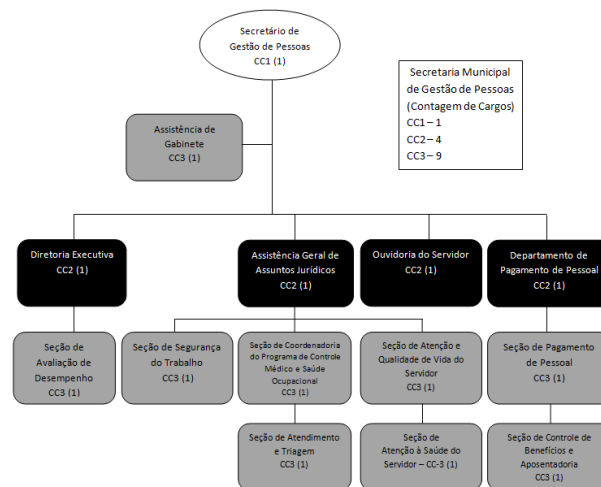 Secretário de
Gestão de Pessoas
CC1 (1)
Secretaria Municipal
de Gestão de Pessoas
(Contagem de Cargos)
CC1 – 1
CC2 – 4
CC3 – 9
Assistência de
Gabinete
CC3 (1)
Diretoria Executiva
CC2 (1)
Assistência Geral de
Assuntos Jurídicos
CC2 (1)
Ouvidoria do Servidor
CC2 (1)
Departamento de
Pagamento de Pessoal
CC2 (1)
Seção de
Avaliação de
Desempenho
CC3 (1)
Seção de Segurança
do Trabalho
CC3 (1)
Seção de Coordenadoria
do Programa de Controle
Médico e Saúde
Ocupacional
CC3 (1)
Seção de Atenção e
Qualidade de Vida do
Servidor
CC3 (1)
Seção de Pagamento
de Pessoal
CC3 (1)
Seção de Atendimento
e Triagem
CC3 (1)
Seção de
Atenção à Saúde do
Servidor – CC-3 (1)
Seção de Controle de
Benefícios e
Aposentadoria
CC3 (1)